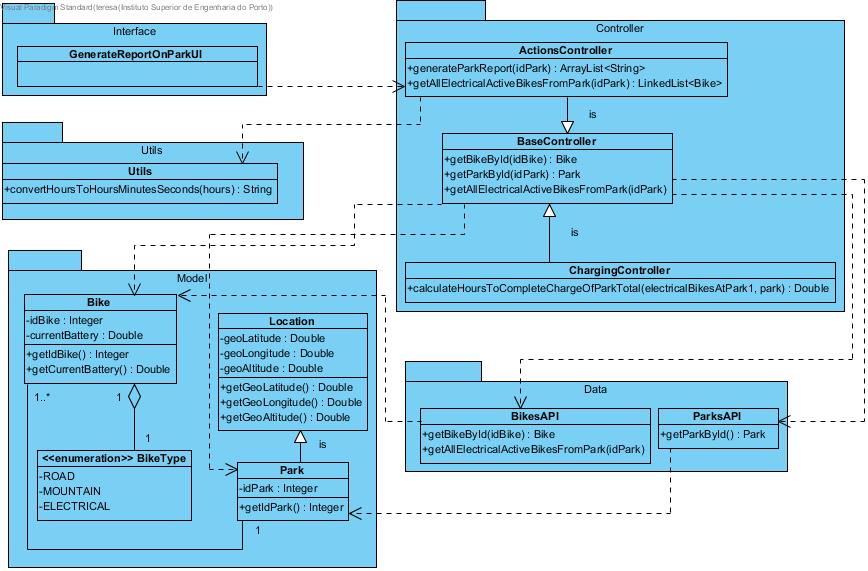 Visual Paradigm Standard(teresa(Instituto Superior de Engenharia do Porto))
Interface
GenerateReportOnParkUI
Controller
ActionsController
+generateParkReport(idPark) : ArrayList<String>
+getAllElectricalActiveBikesFromPark(idPark) : LinkedList<Bike>
is
BaseController
+getBikeById(idBike) : Bike
+getParkById(idPark) : Park
+getAllElectricalActiveBikesFromPark(idPark)
is
ChargingController
+calculateHoursToCompleteChargeOfParkTotal(electricalBikesAtPark1, park) : Double
Utils
Utils
+convertHoursToHoursMinutesSeconds(hours) : String
Model
Bike
-idBike : Integer
-currentBattery : Double
+getIdBike() : Integer
+getCurrentBattery() : Double
1..*
1
1
<<enumeration>> BikeType
-ROAD
-MOUNTAIN
-ELECTRICAL
Location
-geoLatitude : Double
-geoLongitude : Double
-geoAltitude : Double
+getGeoLatitude() : Double
+getGeoLongitude() : Double
+getGeoAltitude() : Double
is
Park
-idPark : Integer
+getIdPark() : Integer
1
Data
BikesAPI
+getBikeById(idBike) : Bike
+getAllElectricalActiveBikesFromPark(idPark)
ParksAPI
+getParkById() : Park